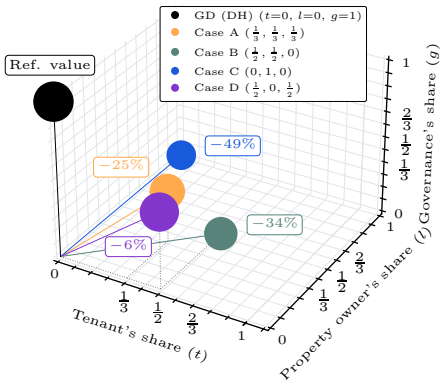 GD (DH) (t=0, l=0, g=1)
Case A (1/3, 1/3, 1/3)
Case B (1/2, 1/2, 0)
Case C (0, 1, 0)
Case D (1/2, 0, 1/2)
Ref. value
−49%
−25%
−34%
−6%
0
1/3
1/2
2/3
1
Tenant's share (t)
0
1/3
1/2
2/3
1
Property owner's share (l)
0
1/3
1/2
2/3
1
Governance's share (g)